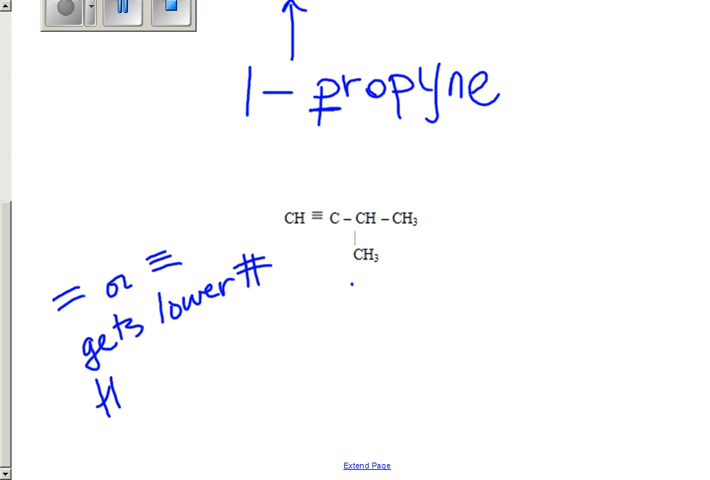 1- propyne
CH ≡ C – CH – CH₃
|
CH₃
= or ≡
gets lower #
Extend Page